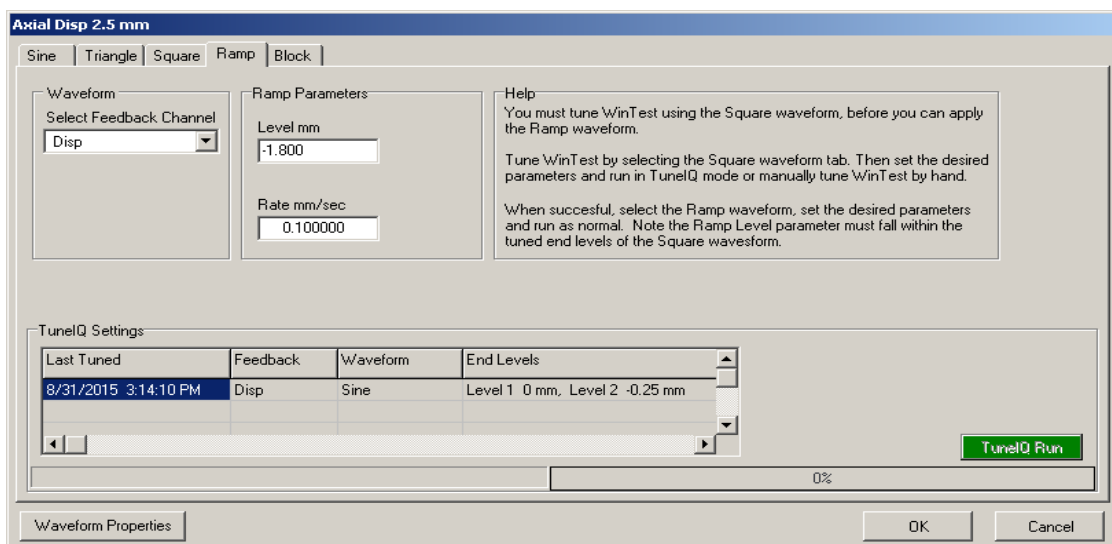 Axial Disp 2.5 mm
Sine Triangle Square Ramp Block
Waveform
Select Feedback Channel
Disp
Ramp Parameters
Level mm
-1.800
Rate mm/sec
0.100000
Help
You must tune WinTest using the Square waveform, before you can apply
the Ramp waveform.
Tune WinTest by selecting the Square waveform tab. Then set the desired
parameters and run in TuneIQ mode or manually tune WinTest by hand.
When succesful, select the Ramp waveform, set the desired parameters
and run as normal. Note the Ramp Level parameter must fall within the
tuned end levels of the Square wavesform.
TuneIQ Settings
Last Tuned Feedback Waveform End Levels
8/31/2015 3:14:10 PM Disp Sine Level 1 0 mm, Level 2 -0.25 mm
TuneIQ Run
0%
Waveform Properties OK Cancel